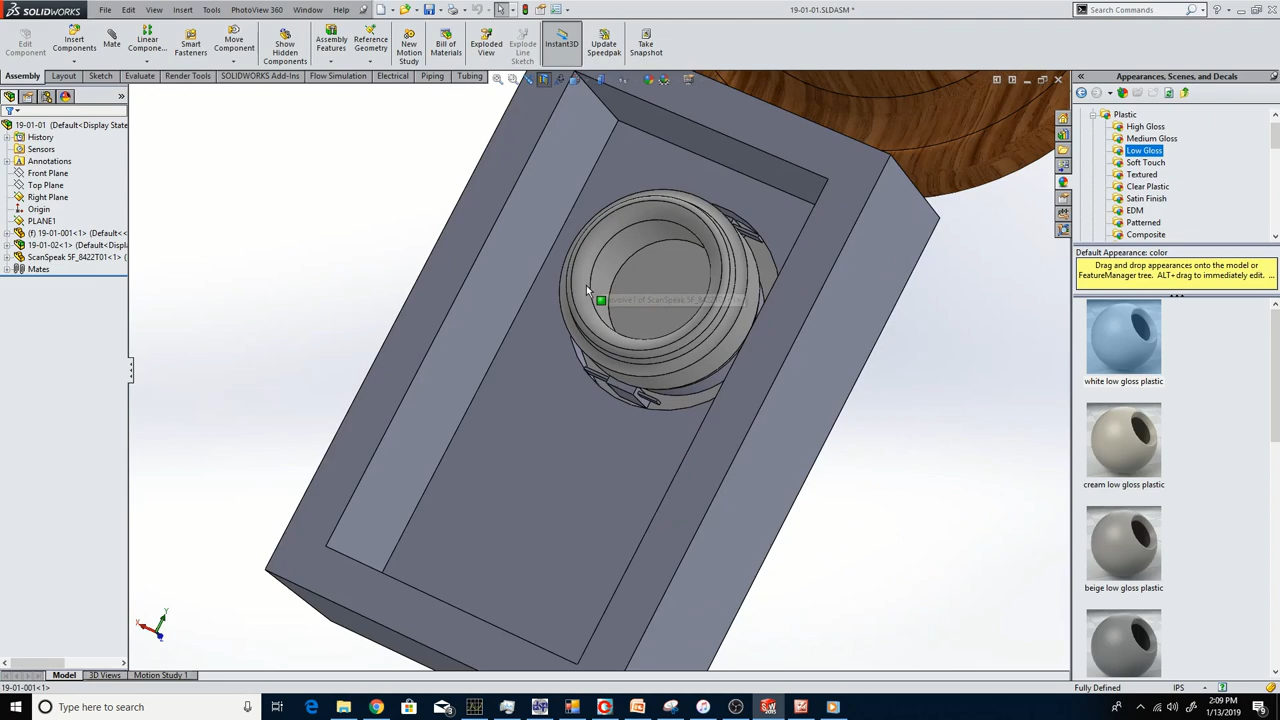 SOLIDWORKS File Edit View Insert Tools PhotoView 360 Window Help 19-01-01.SLDASM * Search Commands
Edit Component
Insert Components
Mate
Linear Compone...
Smart Fasteners
Move Component
Show Hidden Components
Assembly Features
Reference Geometry
New Motion Study
Bill of Materials
Exploded View
Explode Line Sketch
Instant3D
Update Speedpak
Take Snapshot
Assembly Layout Sketch Evaluate Render Tools SOLIDWORKS Add-Ins Flow Simulation Electrical Piping Tubing
Appearances, Scenes, and Decals
19-01-01 (Default<Display State
History
Sensors
Annotations
Front Plane
Top Plane
Right Plane
Origin
PLANE1
(f) 19-01-001<1> (Default<<
19-01-02<1> (Default<Displa
ScanSpeak 5F_8422T01<1> (
Mates
Plastic
High Gloss
Medium Gloss
Low Gloss
Soft Touch
Textured
Clear Plastic
Satin Finish
EDM
Patterned
Composite
Default Appearance: color
Drag and drop appearances onto the model or
FeatureManager tree. ALT+drag to immediately edit. ...
white low gloss plastic
cream low gloss plastic
beige low gloss plastic
X Y Z
Model 3D Views Motion Study 1
19-01-001<1> Fully Defined IPS
Type here to search
2:09 PM
1/13/2019